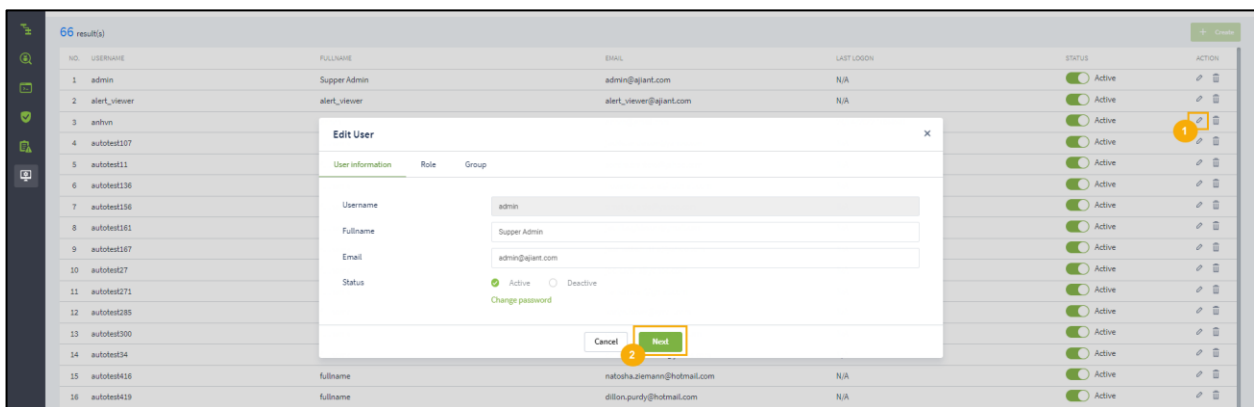 66 result(s)
+ Create
NO. USERNAME FULLNAME EMAIL LAST LOGON STATUS ACTION
1 admin Supper Admin admin@ajiant.com N/A Active
2 alert_viewer alert_viewer alert_viewer@ajiant.com N/A Active
3 anhvn Active
1
4 autotest107 Active
5 autotest11 Active
6 autotest136 Active
7 autotest156 Active
8 autotest161 Active
9 autotest167 Active
10 autotest27 Active
11 autotest271 Active
12 autotest285 Active
13 autotest300 Active
14 autotest34 Active
15 autotest416 fullname natosha.ziemann@hotmail.com N/A Active
16 autotest419 fullname dillon.purdy@hotmail.com N/A Active
Edit User
User information Role Group
Username admin
Fullname Supper Admin
Email admin@ajiant.com
Status Active Deactive
Change password
Cancel Next
2